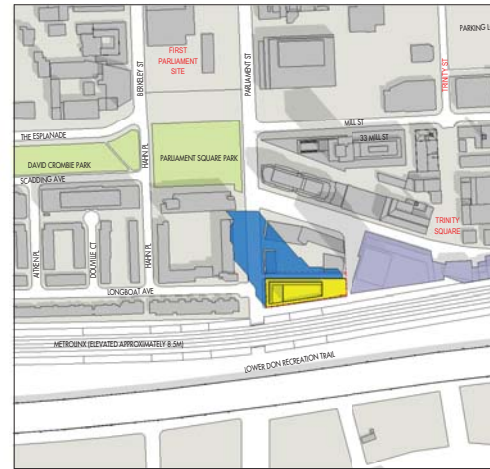 PARKING L
FIRST
PARLIAMENT
SITE
BERKELEY ST
PARLIAMENT ST
TRINITY ST.
MILL ST
33 MILL ST
THE ESPLANADE
DAVID CROMBIE PARK
HAHN PL
PARLIAMENT SQUARE PARK
SCADDING AVE
TRINITY
SQUARE
AITKEN PL
DOUVILLE CT
HAHN PL
LONGBOAT AVE
METROLINX (ELEVATED APPROXIMATELY 8.5M)
LOWER DON RECREATION TRAIL